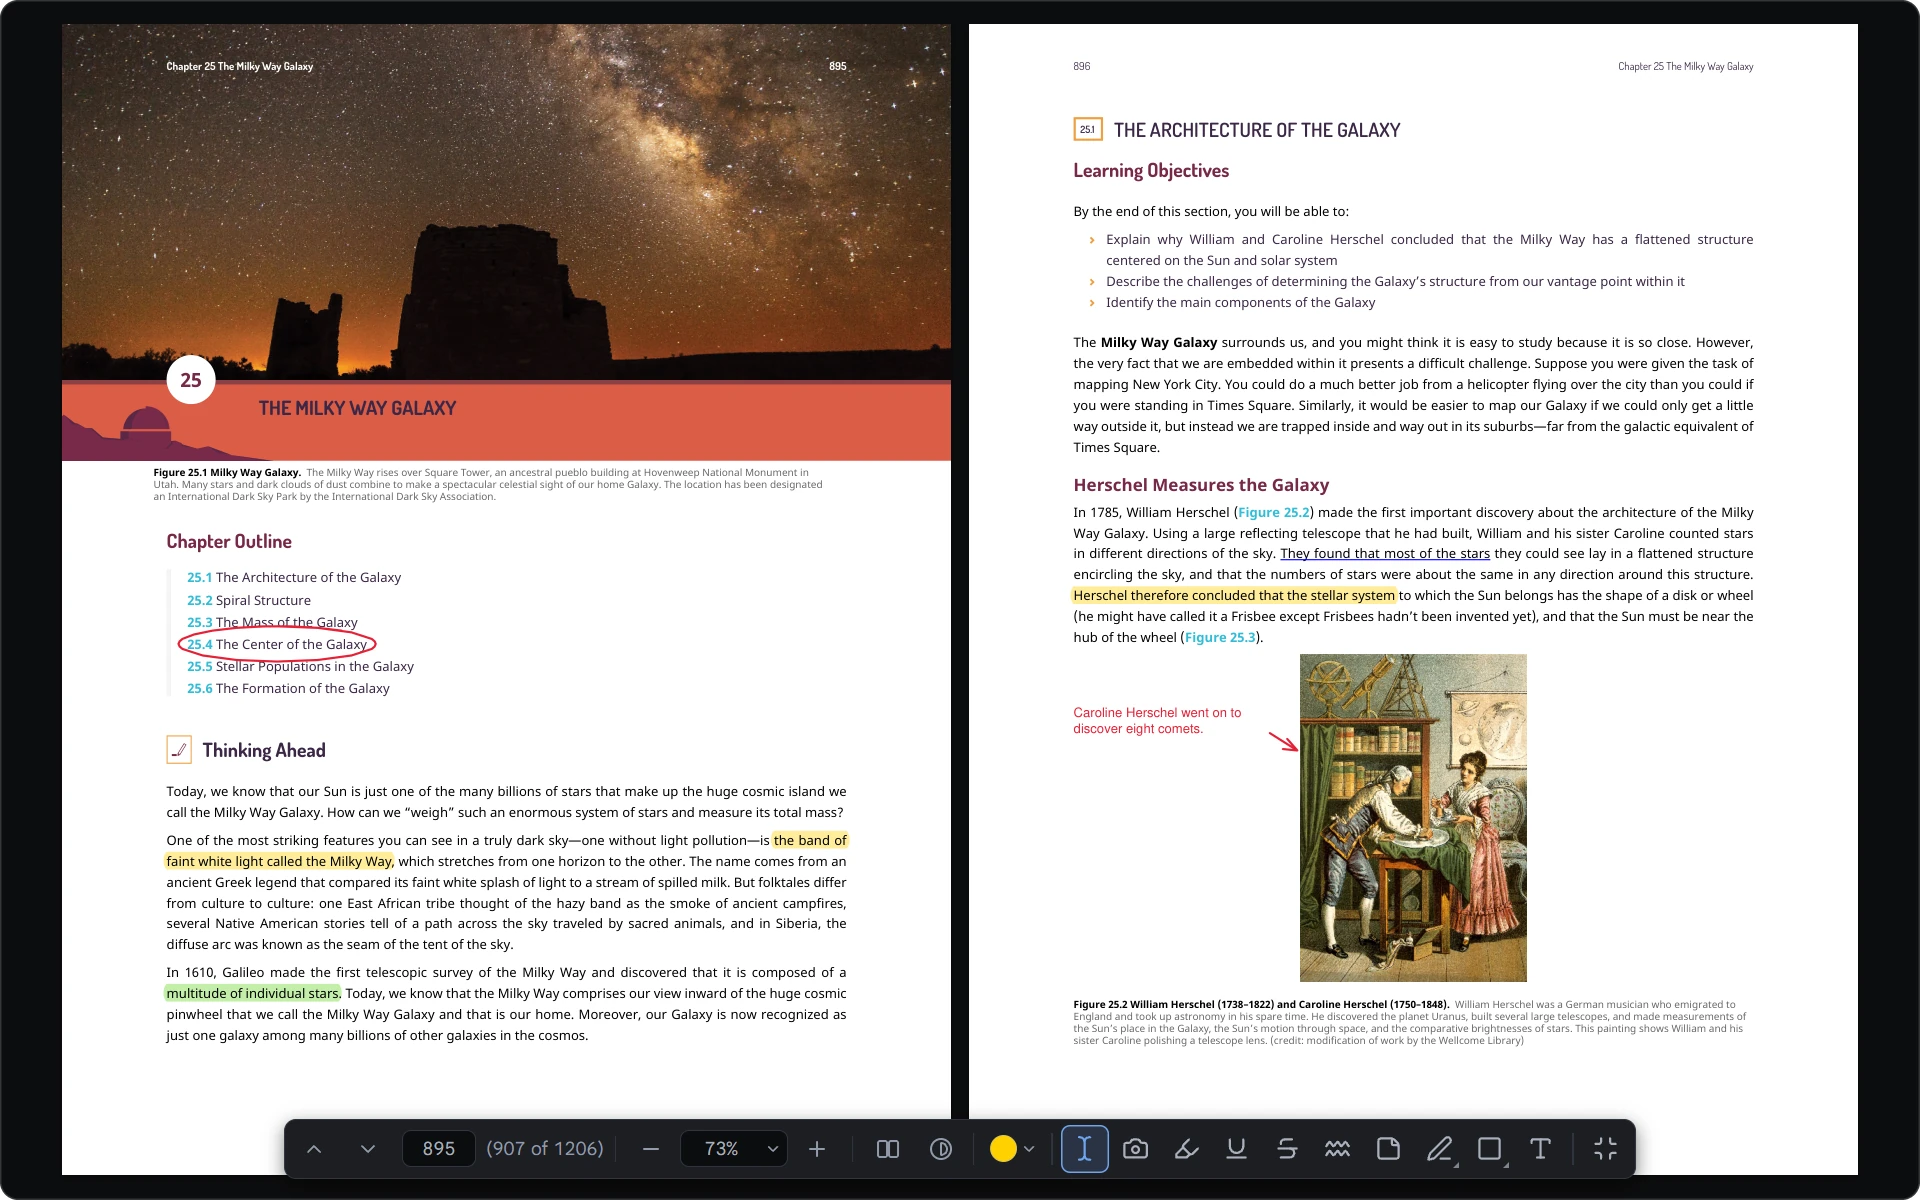 Chapter 25 The Milky Way Galaxy
895
25
THE MILKY WAY GALAXY
Figure 25.1 Milky Way Galaxy. The Milky Way rises over Square Tower, an ancestral pueblo building at Hovenweep National Monument in
Utah. Many stars and dark clouds of dust combine to make a spectacular celestial sight of our home Galaxy. The location has been designated
an International Dark Sky Park by the International Dark Sky Association.
Chapter Outline
25.1 The Architecture of the Galaxy
25.2 Spiral Structure
25.3 The Mass of the Galaxy
25.4 The Center of the Galaxy
25.5 Stellar Populations in the Galaxy
25.6 The Formation of the Galaxy
Thinking Ahead
Today, we know that our Sun is just one of the many billions of stars that make up the huge cosmic island we
call the Milky Way Galaxy. How can we “weigh” such an enormous system of stars and measure its total mass?
One of the most striking features you can see in a truly dark sky—one without light pollution—is the band of
faint white light called the Milky Way, which stretches from one horizon to the other. The name comes from an
ancient Greek legend that compared its faint white splash of light to a stream of spilled milk. But folktales differ
from culture to culture: one East African tribe thought of the hazy band as the smoke of ancient campfires,
several Native American stories tell of a path across the sky traveled by sacred animals, and in Siberia, the
diffuse arc was known as the seam of the tent of the sky.
In 1610, Galileo made the first telescopic survey of the Milky Way and discovered that it is composed of a
multitude of individual stars. Today, we know that the Milky Way comprises our view inward of the huge cosmic
pinwheel that we call the Milky Way Galaxy and that is our home. Moreover, our Galaxy is now recognized as
just one galaxy among many billions of other galaxies in the cosmos.
896
Chapter 25 The Milky Way Galaxy
25.1 THE ARCHITECTURE OF THE GALAXY
Learning Objectives
By the end of this section, you will be able to:
Explain why William and Caroline Herschel concluded that the Milky Way has a flattened structure
centered on the Sun and solar system
Describe the challenges of determining the Galaxy’s structure from our vantage point within it
Identify the main components of the Galaxy
The Milky Way Galaxy surrounds us, and you might think it is easy to study because it is so close. However,
the very fact that we are embedded within it presents a difficult challenge. Suppose you were given the task of
mapping New York City. You could do a much better job from a helicopter flying over the city than you could if
you were standing in Times Square. Similarly, it would be easier to map our Galaxy if we could only get a little
way outside it, but instead we are trapped inside and way out in its suburbs—far from the galactic equivalent of
Times Square.
Herschel Measures the Galaxy
In 1785, William Herschel (Figure 25.2) made the first important discovery about the architecture of the Milky
Way Galaxy. Using a large reflecting telescope that he had built, William and his sister Caroline counted stars
in different directions of the sky. They found that most of the stars they could see lay in a flattened structure
encircling the sky, and that the numbers of stars were about the same in any direction around this structure.
Herschel therefore concluded that the stellar system to which the Sun belongs has the shape of a disk or wheel
(he might have called it a Frisbee except Frisbees hadn’t been invented yet), and that the Sun must be near the
hub of the wheel (Figure 25.3).
Caroline Herschel went on to
discover eight comets.
Figure 25.2 William Herschel (1738–1822) and Caroline Herschel (1750–1848). William Herschel was a German musician who emigrated to
England and took up astronomy in his spare time. He discovered the planet Uranus, built several large telescopes, and made measurements of
the Sun’s place in the Galaxy, the Sun’s motion through space, and the comparative brightnesses of stars. This painting shows William and his
sister Caroline polishing a telescope lens. (credit: modification of work by the Wellcome Library)
895 (907 of 1206) 73%